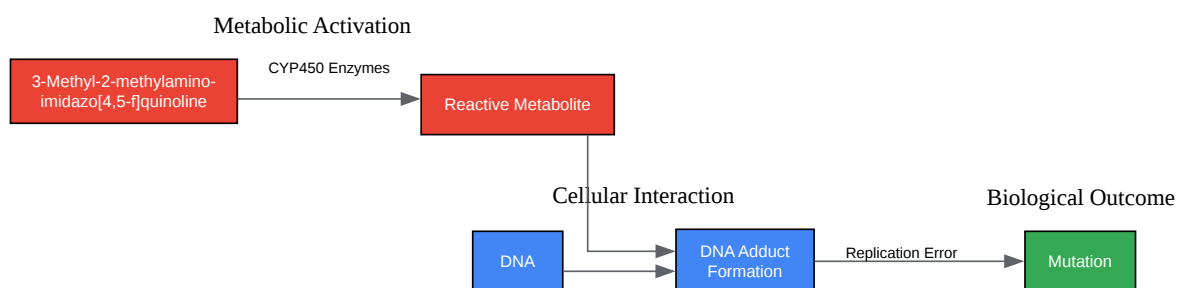 Metabolic Activation
3-Methyl-2-methylamino-
imidazo[4,5-f]quinoline
CYP450 Enzymes
Reactive Metabolite
Cellular Interaction
Biological Outcome
DNA
DNA Adduct
Formation
Replication Error
Mutation